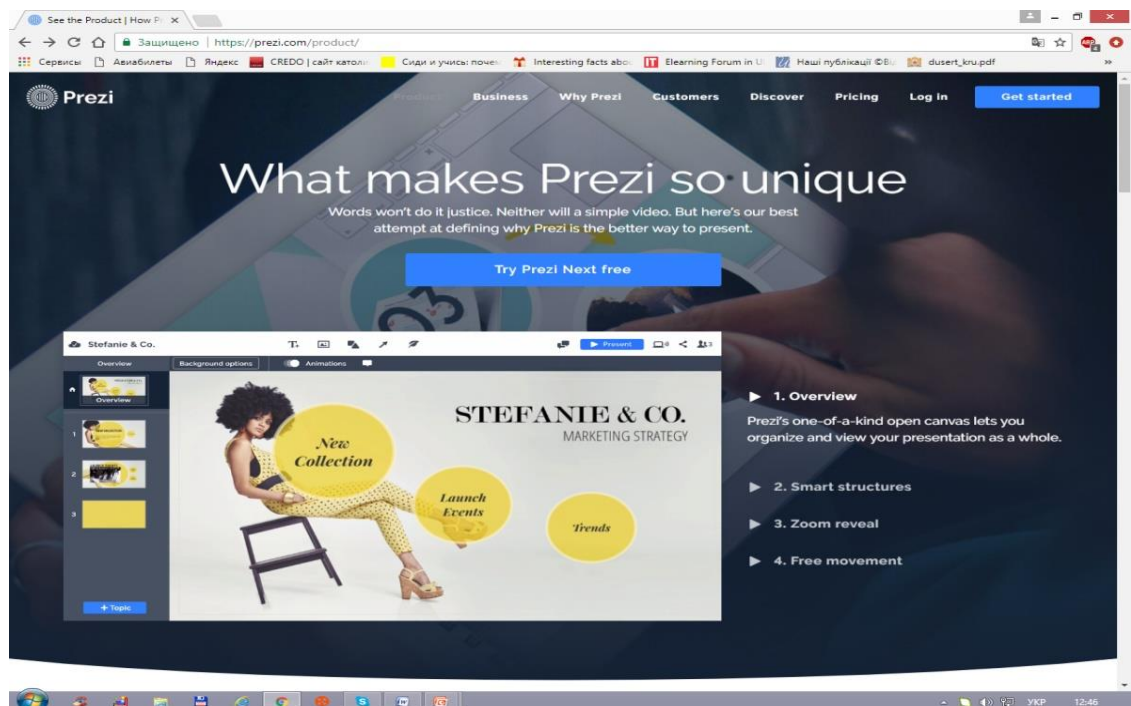 See the Product | How P
Защищено | https://prezi.com/product/
Сервисы Авиабилеты Яндекс CREDO | сайт католи Сиди и учись: поче Interesting facts abo Elearning Forum in U Наші публікації ©Bu dusert_kru.pdf »
Prezi
Product Business Why Prezi Customers Discover Pricing Log in Get started
What makes Prezi so unique
Words won't do it justice. Neither will a simple video. But here's our best
attempt at defining why Prezi is the better way to present.
Try Prezi Next free
Stefanie & Co.
Present
Overview Background options Animations
Overview
1
2
3
+ Topic
STEFANIE & CO.
MARKETING STRATEGY
New
Collection
Launch
Events
Trends
1. Overview
Prezi's one-of-a-kind open canvas lets you
organize and view your presentation as a whole.
2. Smart structures
3. Zoom reveal
4. Free movement
УКР 12:46